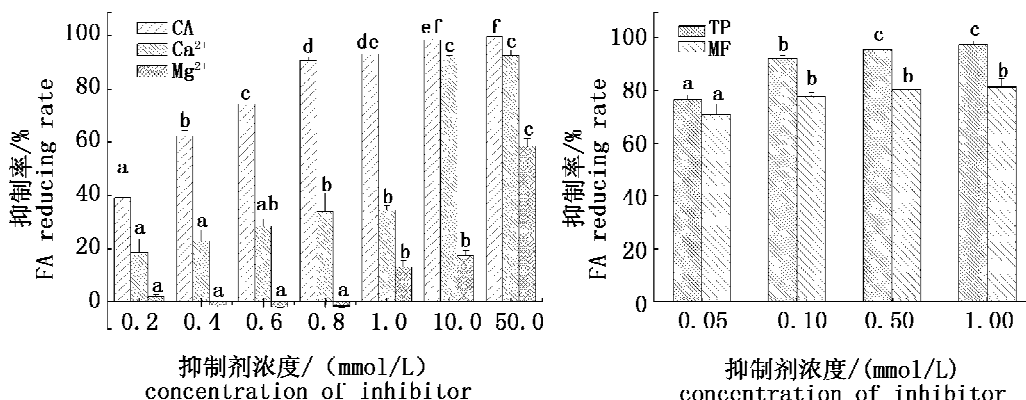 抑制率/%
FA reducing rate
100
80
60
40
20
0
CA
Ca²⁺
Mg²⁺
a
a
a
b
a
a
c
ab
a
d
b
a
de
b
b
ef
c
b
f
c
c
0.2 0.4 0.6 0.8 1.0 10.0 50.0
抑制剂浓度/（mmol/L）
concentration of inhibitor
抑制率/%
FA reducing rate
100
80
60
40
20
0
TP
MF
a a
b b
c b
c b
0.05 0.10 0.50 1.00
抑制剂浓度/(mmol/L)
concentration of inhibitor